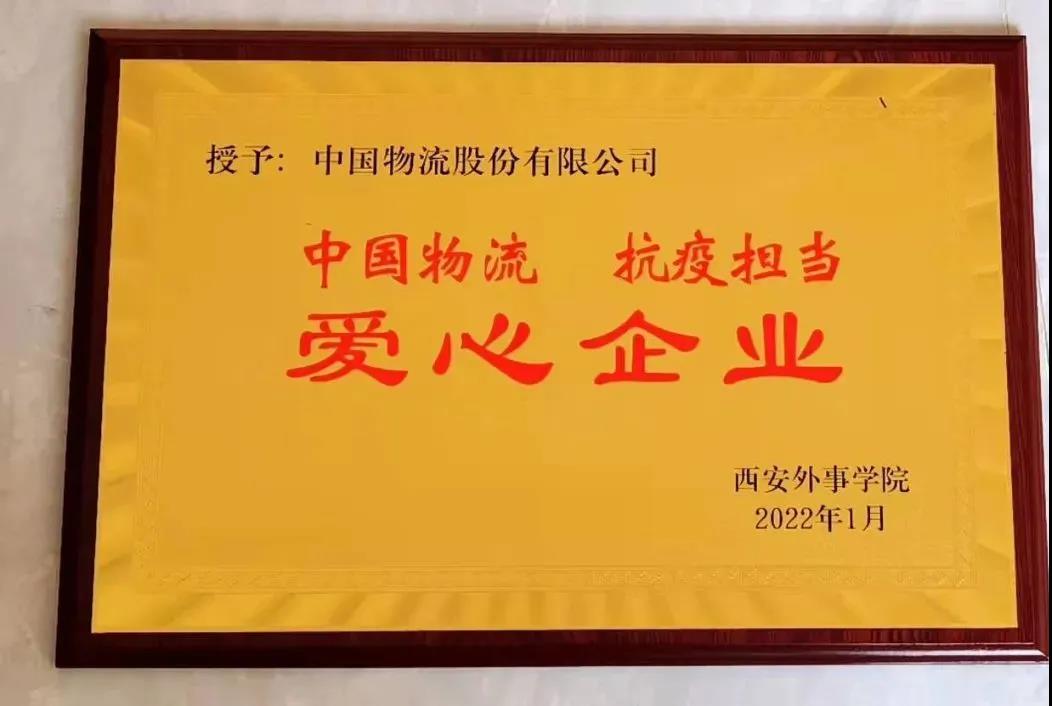 授予: 中国物流股份有限公司
中国物流 抗疫担当
爱心企业
西安外事学院
2022年1月